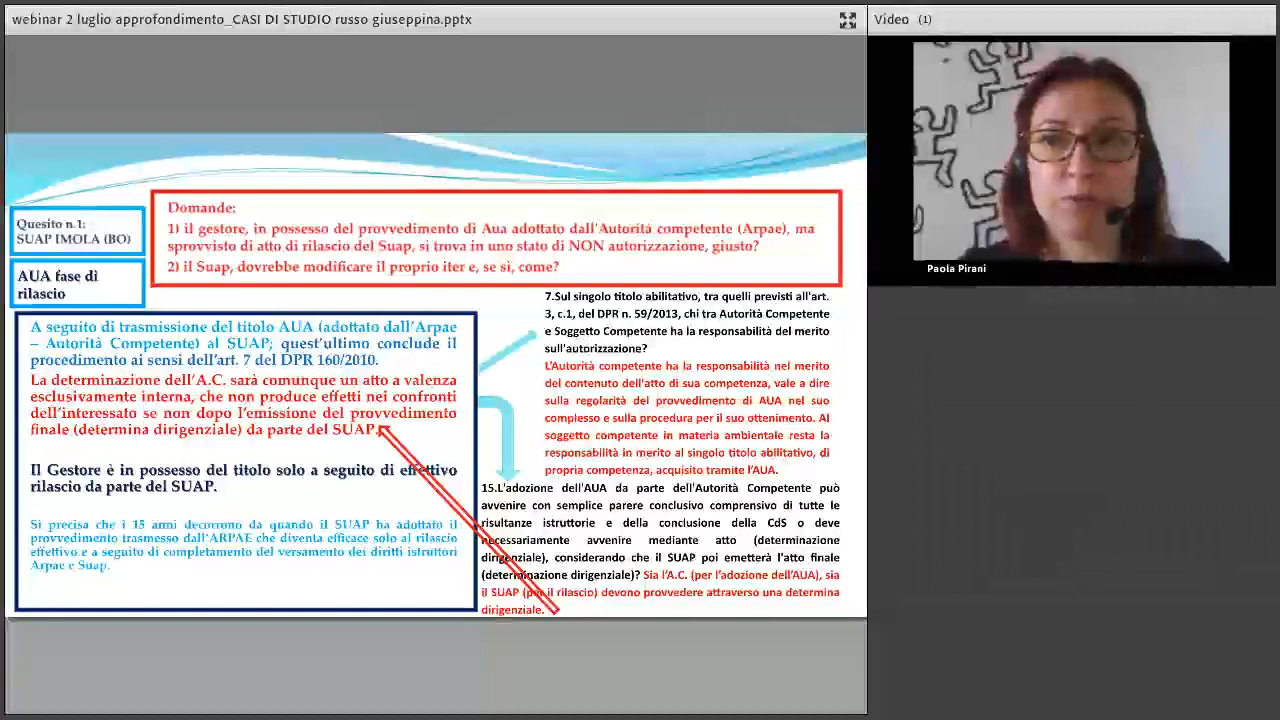 webinar 2 luglio approfondimento_CASI DI STUDIO russo giuseppina.pptx
Video (1)
Paola Pirani
Quesito n.1:
SUAP IMOLA (BO)
AUA fase di
rilascio
Domande:
1) il gestore, in possesso del provvedimento di Aua adottato dall'Autorità competente (Arpae), ma
sprovvisto di atto di rilascio del Suap, si trova in uno stato di NON autorizzazione, giusto?
2) il Suap, dovrebbe modificare il proprio iter e, se sì, come?
A seguito di trasmissione del titolo AUA (adottato dall'Arpae
– Autorità Competente) al SUAP; quest'ultimo conclude il
procedimento ai sensi dell'art. 7 del DPR 160/2010.
La determinazione dell'A.C. sarà comunque un atto a valenza
esclusivamente interna, che non produce effetti nei confronti
dell'interessato se non dopo l'emissione del provvedimento
finale (determina dirigenziale) da parte del SUAP.
Il Gestore è in possesso del titolo solo a seguito di effettivo
rilascio da parte del SUAP.
Si precisa che i 15 anni decorrono da quando il SUAP ha adottato il
provvedimento trasmesso dall'ARPAE che diventa efficace solo al rilascio
effettivo e a seguito di completamento del versamento dei diritti istruttori
Arpae e Suap.
7.Sul singolo titolo abilitativo, tra quelli previsti all'art.
3, c.1, del DPR n. 59/2013, chi tra Autorità Competente
e Soggetto Competente ha la responsabilità del merito
sull'autorizzazione?
L'Autorità competente ha la responsabilità nel merito
del contenuto dell'atto di sua competenza, vale a dire
sulla regolarità del provvedimento di AUA nel suo
complesso e sulla procedura per il suo ottenimento. Al
soggetto competente in materia ambientale resta la
responsabilità in merito al singolo titolo abilitativo, di
propria competenza, acquisito tramite l'AUA.
15.L'adozione dell'AUA da parte dell'Autorità Competente può
avvenire con semplice parere conclusivo comprensivo di tutte le
risultanze istruttorie e della conclusione della CdS o deve
necessariamente avvenire mediante atto (determinazione
dirigenziale), considerando che il SUAP poi emetterà l'atto finale
(determinazione dirigenziale)? Sia l'A.C. (per l'adozione dell'AUA), sia
il SUAP (per il rilascio) devono provvedere attraverso una determina
dirigenziale.